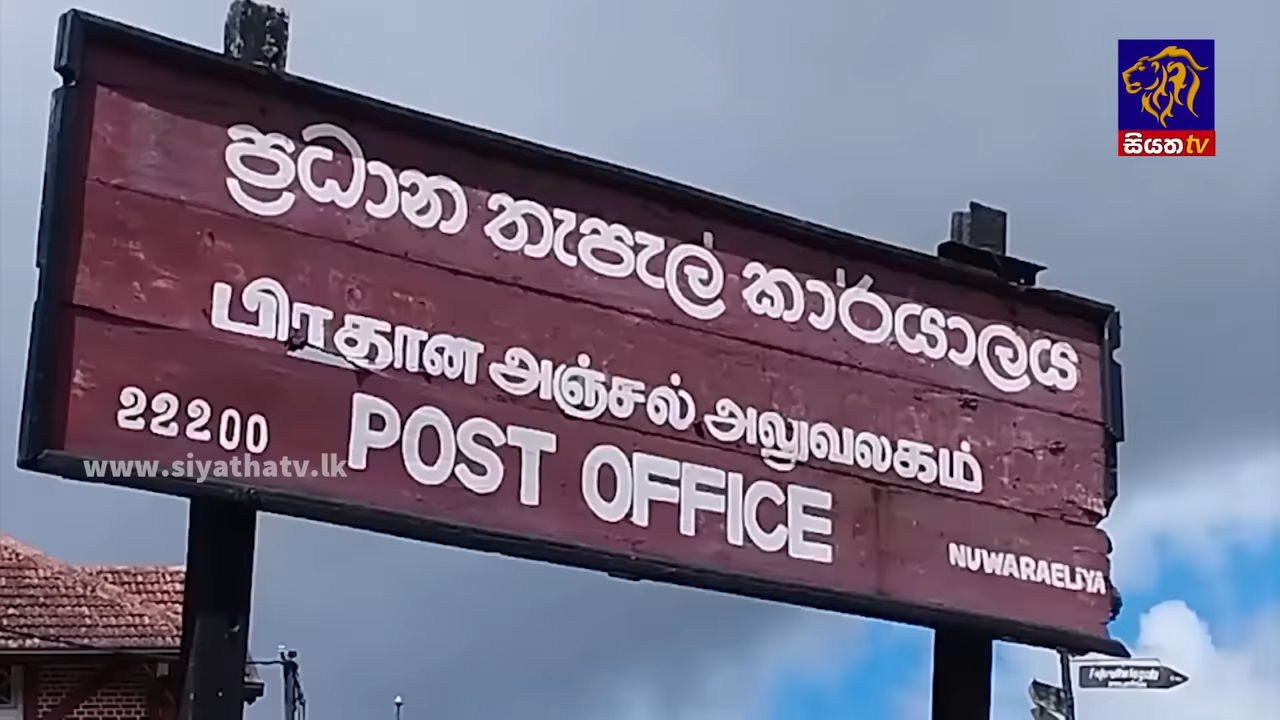 සියත tv
ප්‍රධාන තැපැල් කාර්යාලය
பிரதான அஞ்சல் அலுவலகம்
22200
POST OFFICE
www.siyathatv.lk
NUWARAELIYA